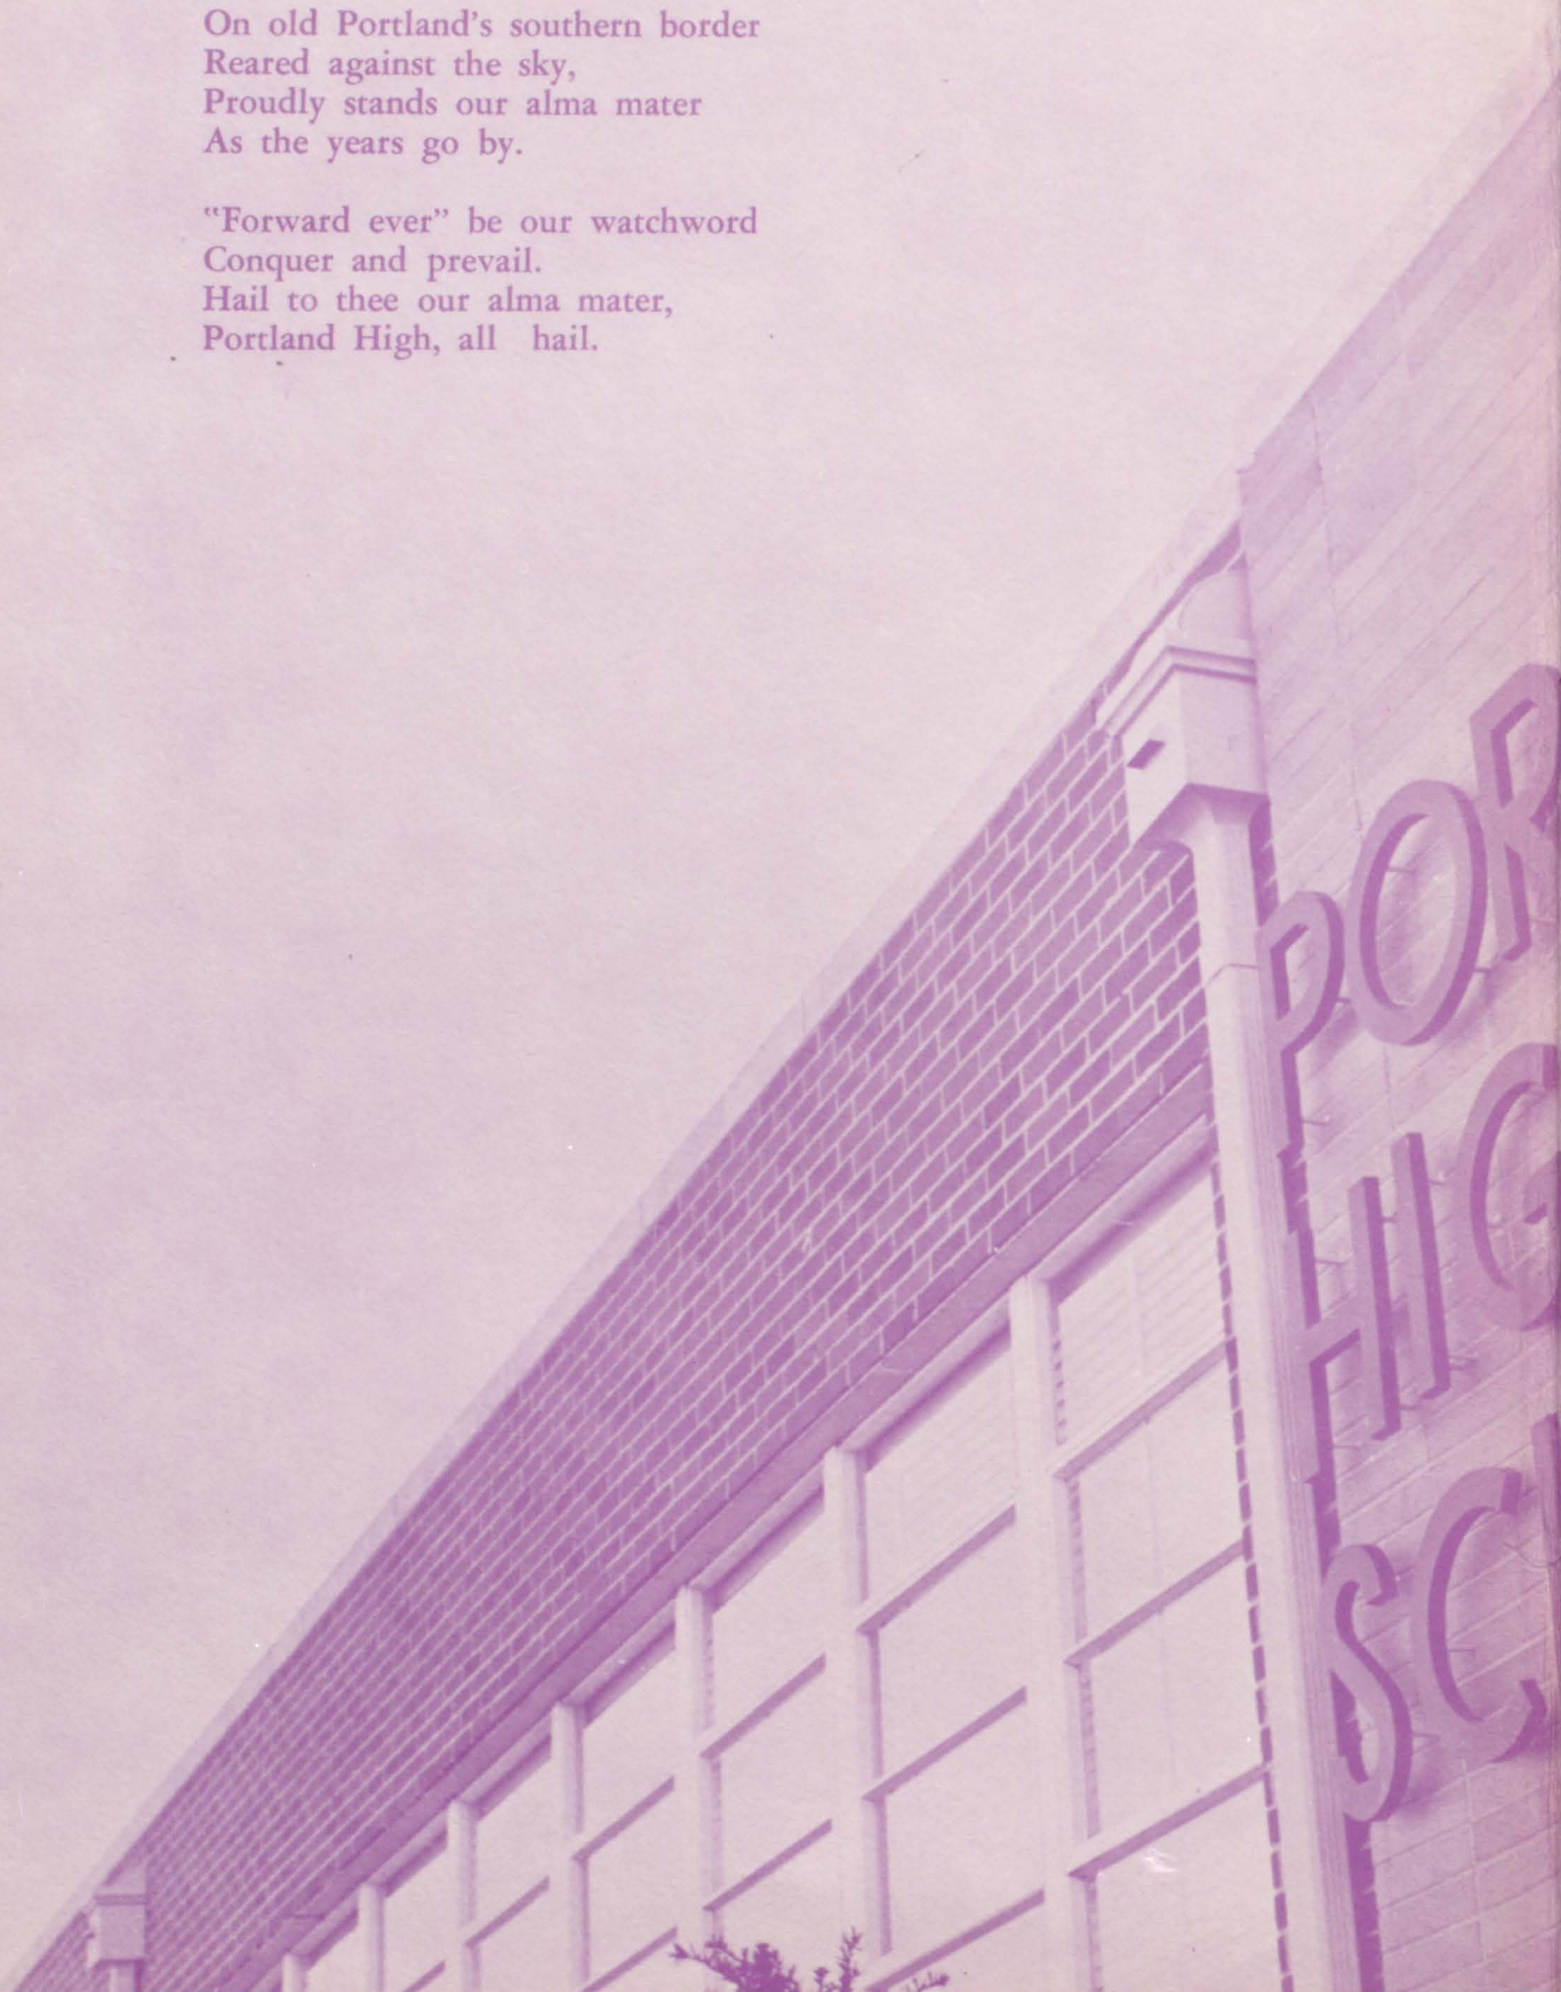 On old Portland's southern border
Reared against the sky,
Proudly stands our alma mater
As the years go by.
"Forward ever" be our watchword
Conquer and prevail.
Hail to thee our alma mater,
Portland High, all hail.
POR
HIG
SC